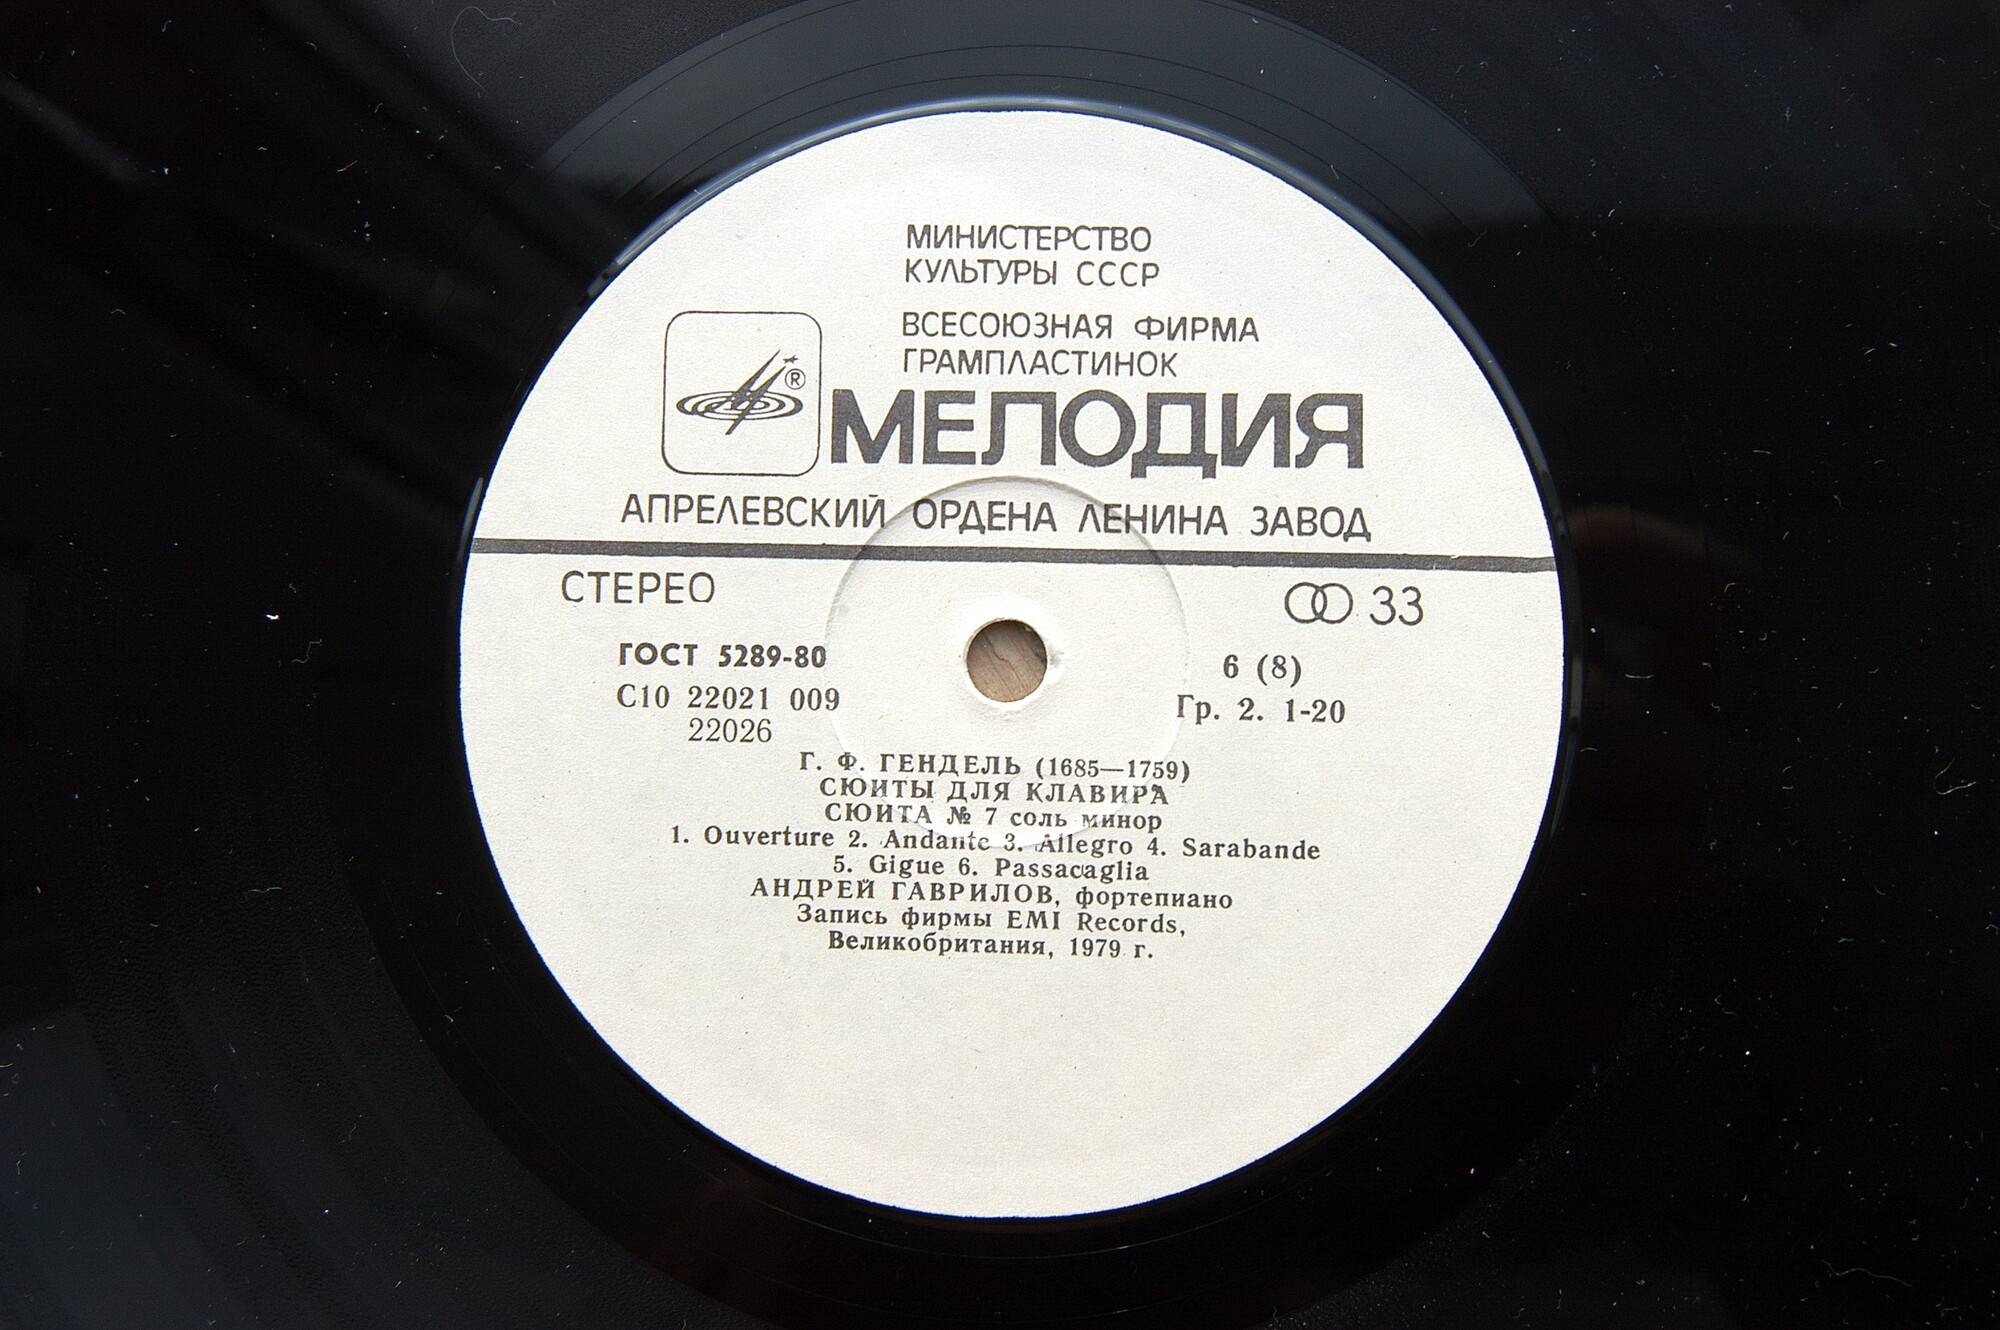 МИНИСТЕРСТВО
КУЛЬТУРЫ СССР
ВСЕСОЮЗНАЯ ФИРМА
ГРАМПЛАСТИНОК
®
МЕЛОДИЯ
АПРЕЛЕВСКИЙ ОРДЕНА ЛЕНИНА ЗАВОД
СТЕРЕО
33
ГОСТ 5289-80
6 (8)
С10 22021 009
Гр. 2. 1-20
22026
Г. Ф. ГЕНДЕЛЬ (1685—1759)
СЮИТЫ ДЛЯ КЛАВИРА
СЮИТА № 7 соль минор
1. Ouverture 2. Andante 3. Allegro 4. Sarabande
5. Gigue 6. Passacaglia
АНДРЕЙ ГАВРИЛОВ, фортепиано
Запись фирмы EMI Records,
Великобритания, 1979 г.